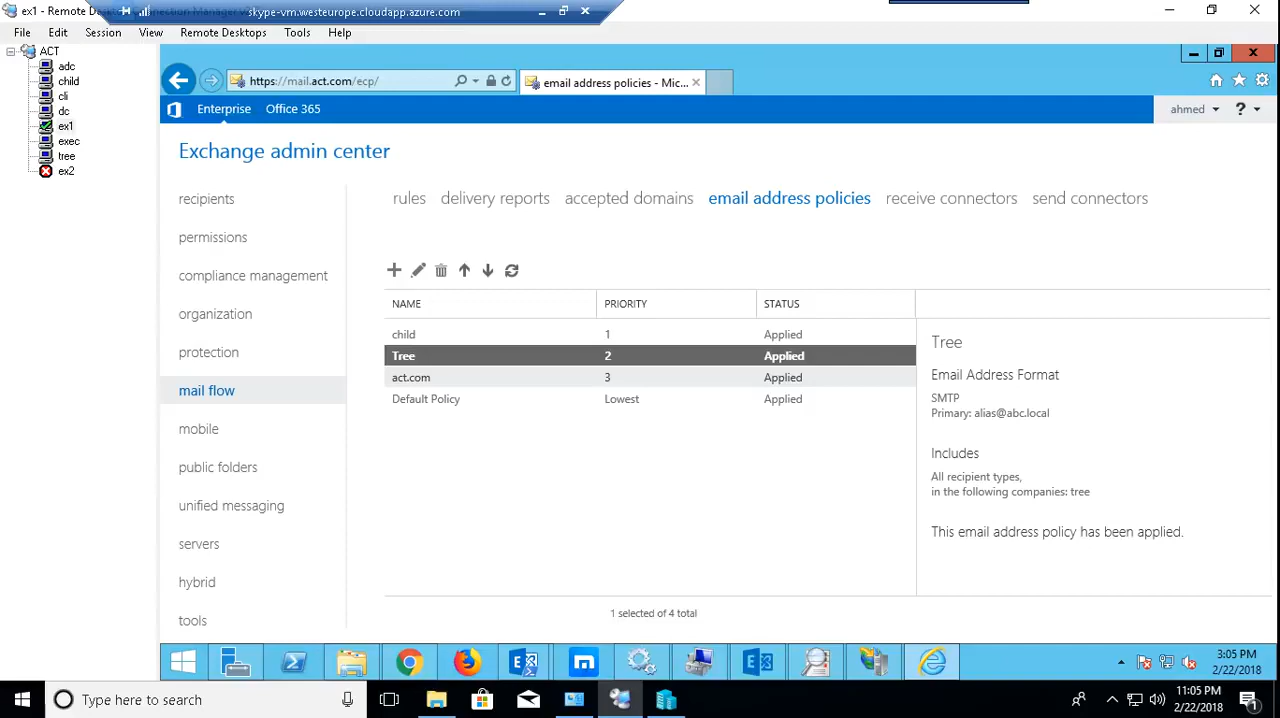 ex1 - Remote Desktop Connection Manager
skype-vm.westeurope.cloudapp.azure.com
File Edit Session View Remote Desktops Tools Help
ACT
adc
child
cli
dc
ex1
exec
tree
ex2
https://mail.act.com/ecp/
email address policies - Mic...
Enterprise Office 365
ahmed ?
Exchange admin center
recipients
permissions
compliance management
organization
protection
mail flow
mobile
public folders
unified messaging
servers
hybrid
tools
rules delivery reports accepted domains email address policies receive connectors send connectors
NAME PRIORITY STATUS
child 1 Applied
Tree 2 Applied
act.com 3 Applied
Default Policy Lowest Applied
1 selected of 4 total
Tree
Email Address Format
SMTP
Primary: alias@abc.local
Includes
All recipient types,
in the following companies: tree
This email address policy has been applied.
3:05 PM
2/22/2018
Type here to search
11:05 PM
2/22/2018
1